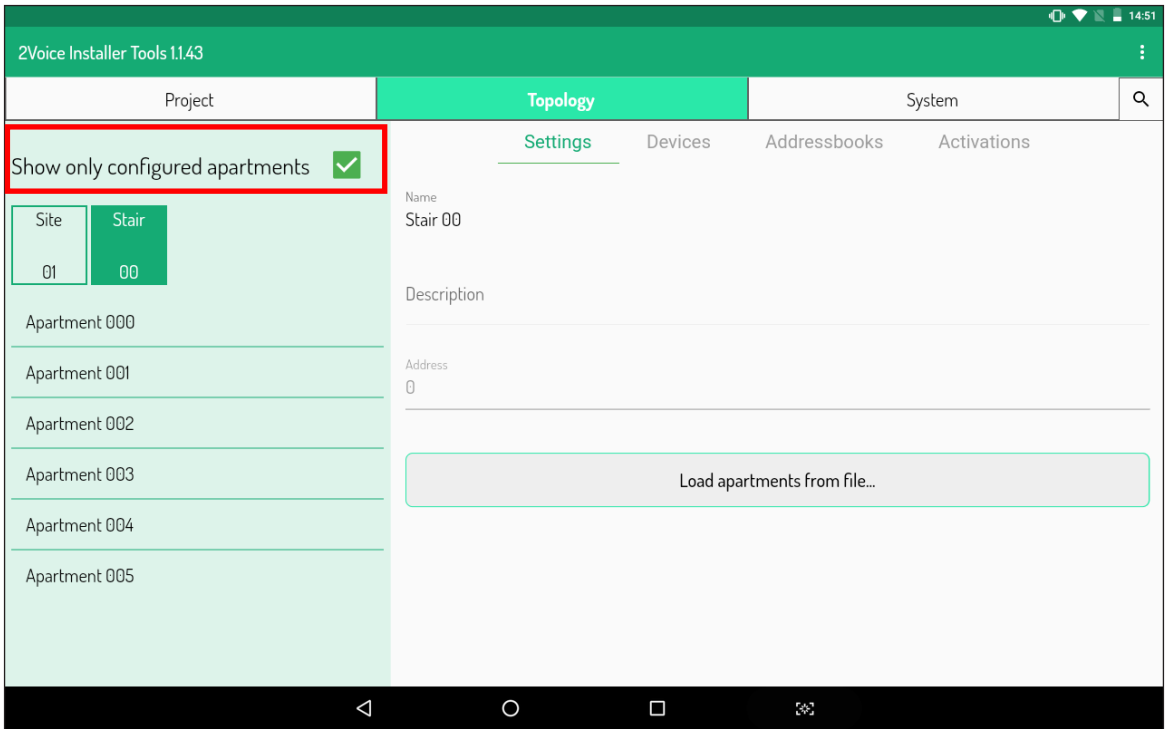 14:51
2Voice Installer Tools 1.1.43
Project
Topology
System
Show only configured apartments
Settings
Devices
Addressbooks
Activations
Site
01
Stair
00
Name
Stair 00
Description
Address
0
Load apartments from file...
Apartment 000
Apartment 001
Apartment 002
Apartment 003
Apartment 004
Apartment 005